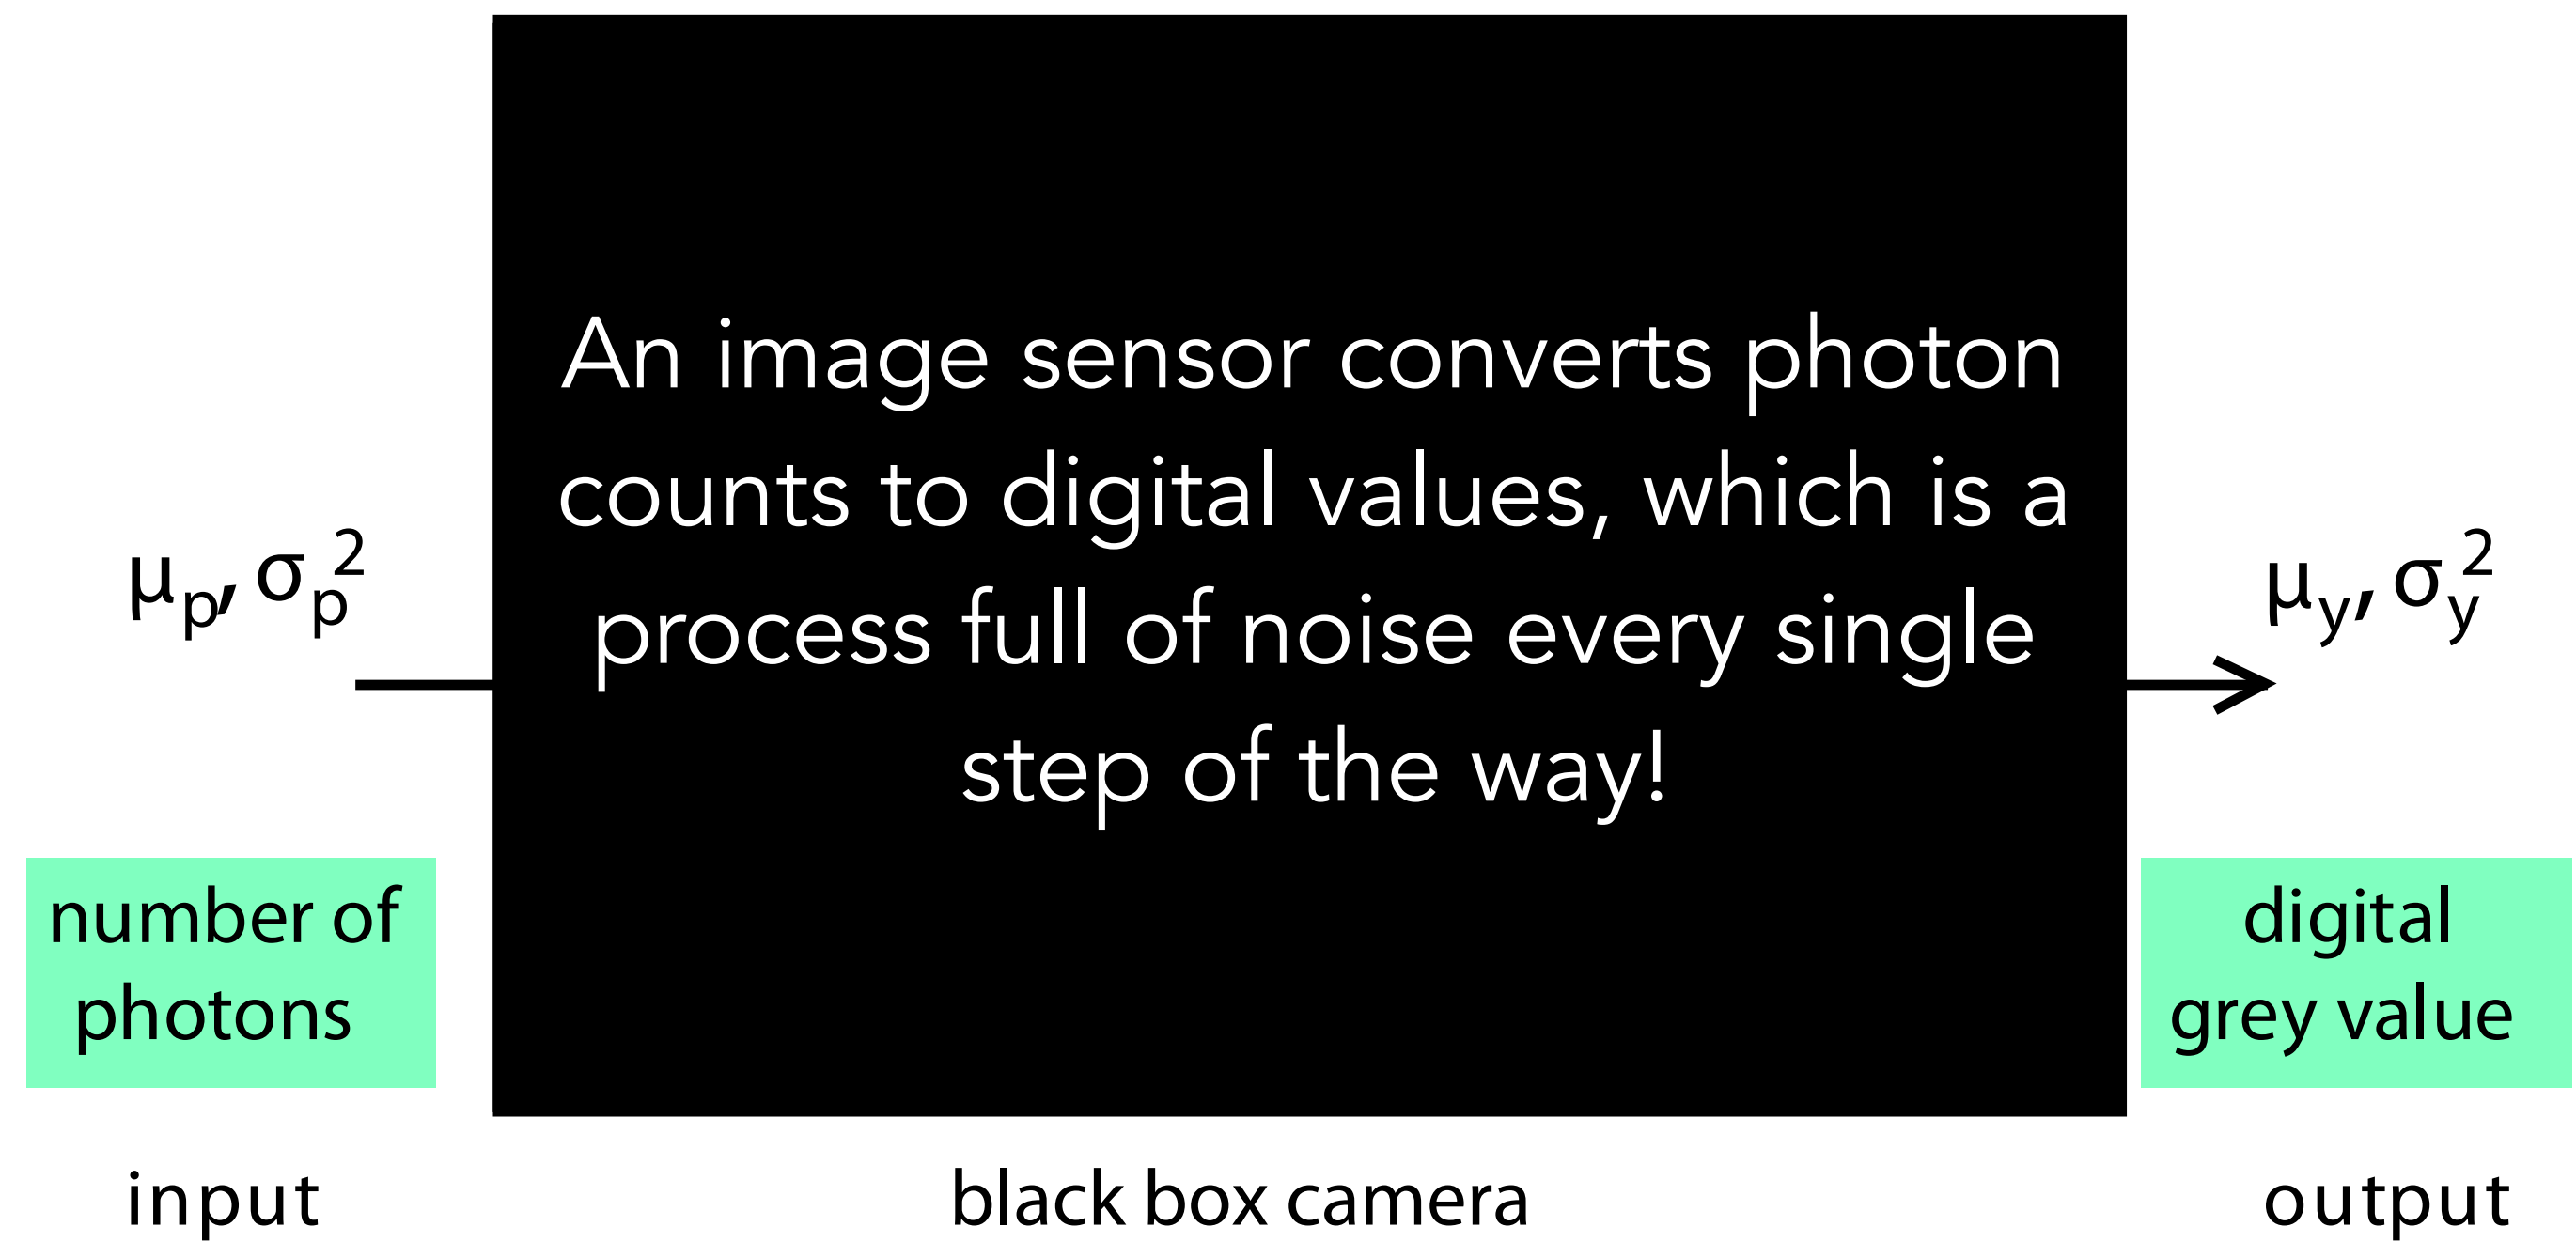 An image sensor converts photon
counts to digital values, which is a
process full of noise every single
step of the way!
μp, σp²
μy, σy²
number of
photons
digital
grey value
input
black box camera
output